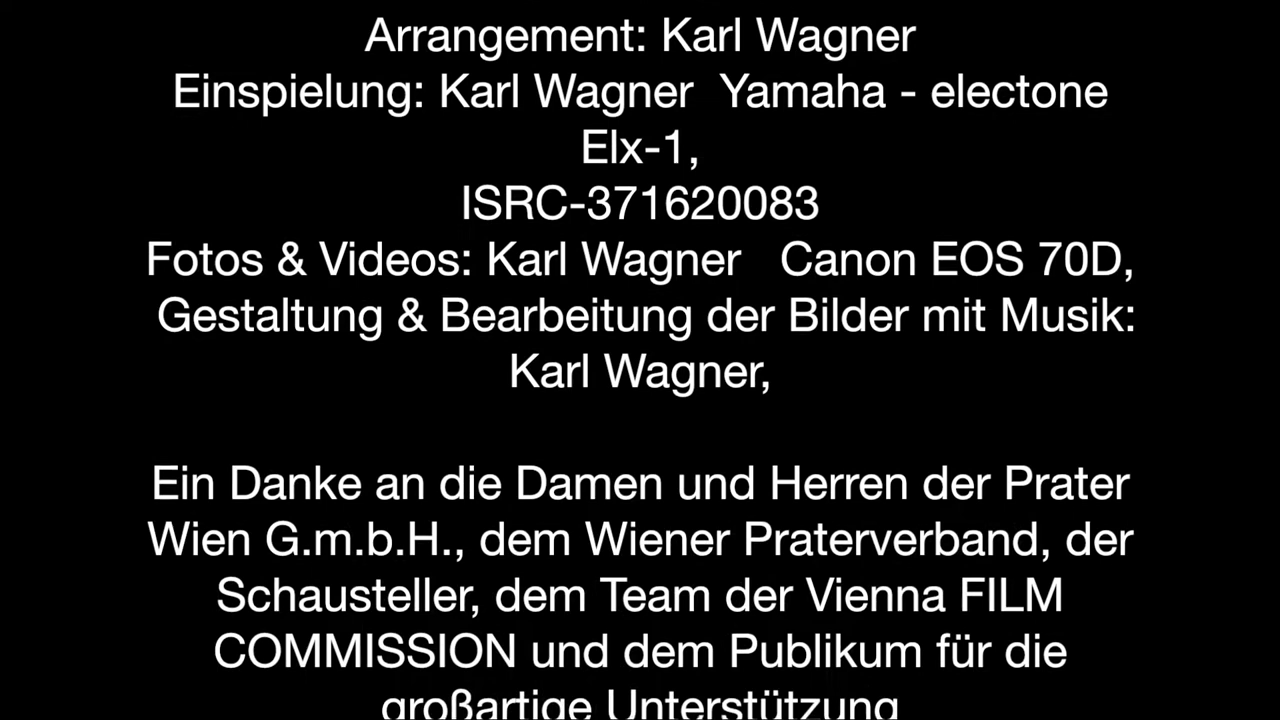 Arrangement: Karl Wagner
Einspielung: Karl Wagner  Yamaha - electone
Elx-1,
ISRC-371620083
Fotos & Videos: Karl Wagner   Canon EOS 70D,
Gestaltung & Bearbeitung der Bilder mit Musik:
Karl Wagner,
Ein Danke an die Damen und Herren der Prater
Wien G.m.b.H., dem Wiener Praterverband, der
Schausteller, dem Team der Vienna FILM
COMMISSION und dem Publikum für die
großartige Unterstützung